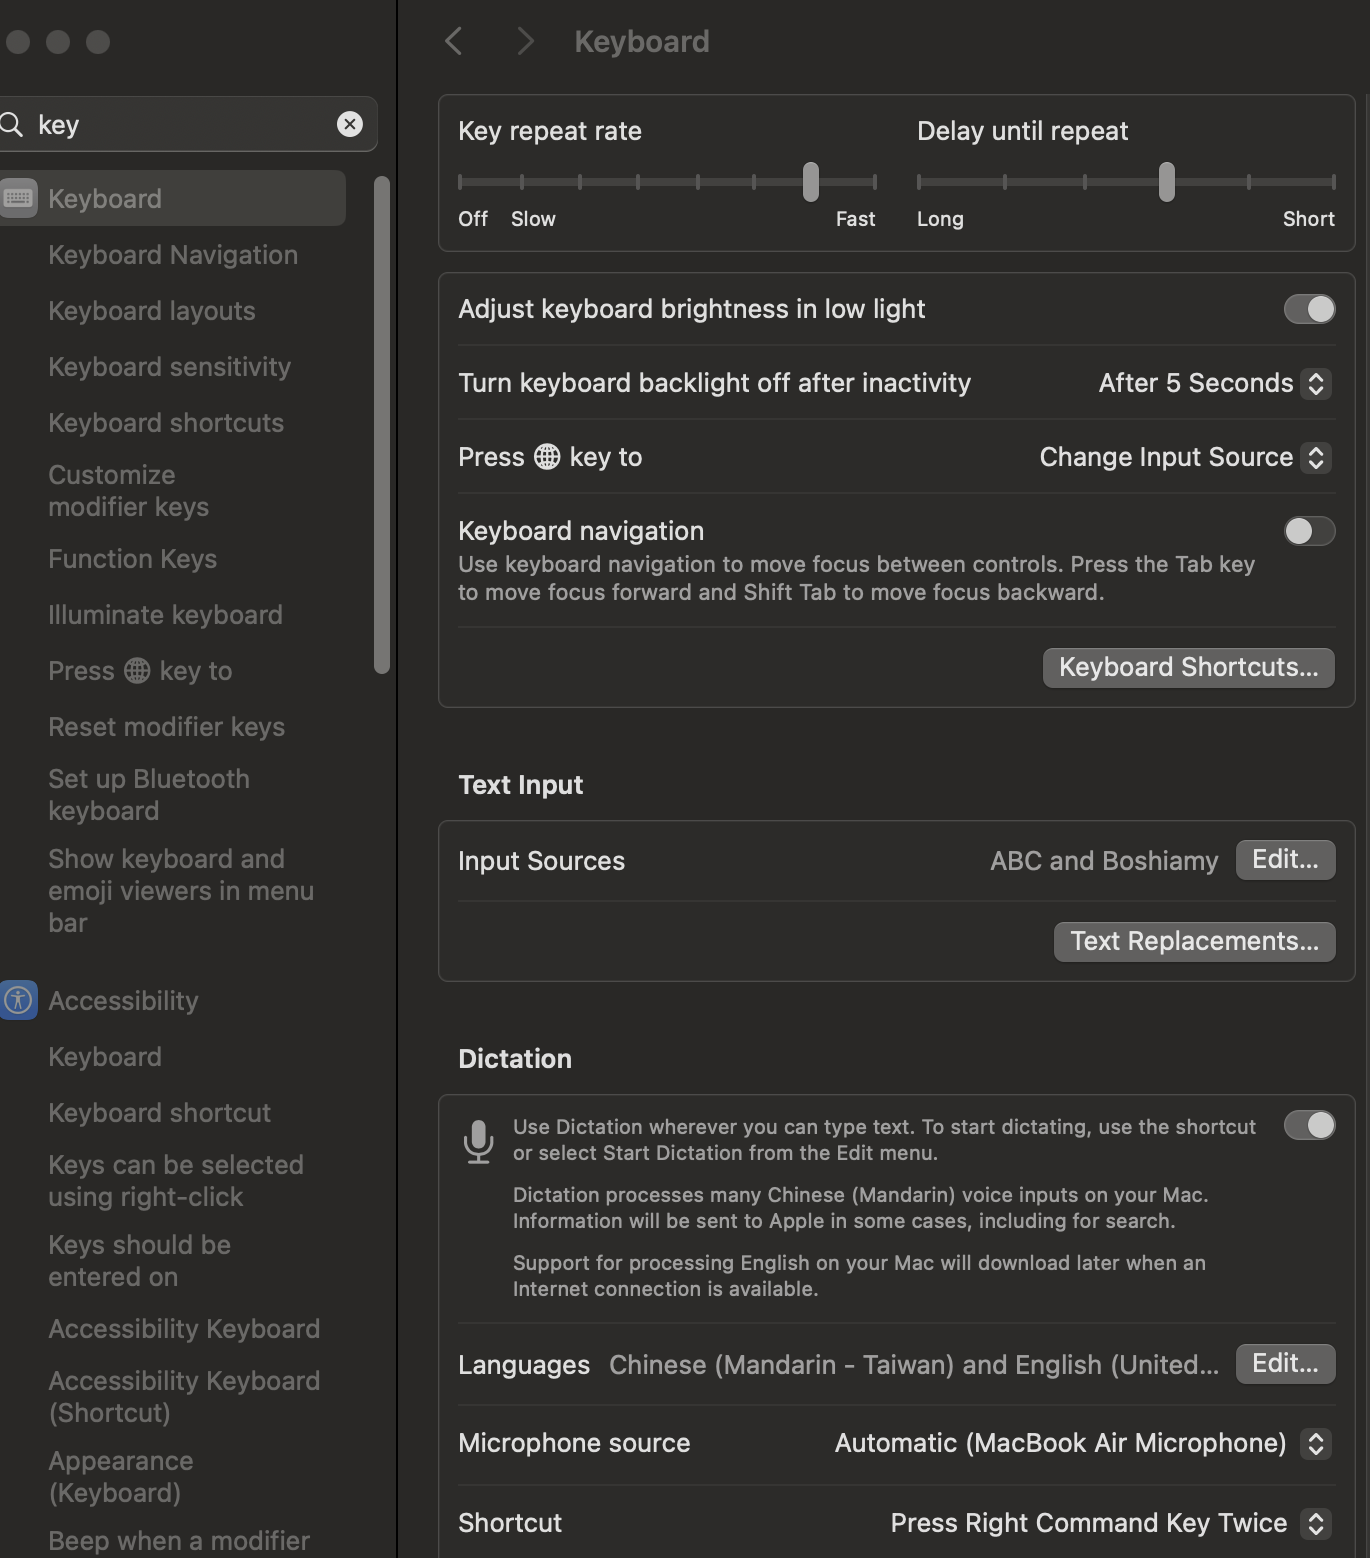 Keyboard
key
Keyboard
Keyboard Navigation
Keyboard layouts
Keyboard sensitivity
Keyboard shortcuts
Customize
modifier keys
Function Keys
Illuminate keyboard
Press 🌐 key to
Reset modifier keys
Set up Bluetooth
keyboard
Show keyboard and
emoji viewers in menu
bar
Accessibility
Keyboard
Keyboard shortcut
Keys can be selected
using right-click
Keys should be
entered on
Accessibility Keyboard
Accessibility Keyboard
(Shortcut)
Appearance
(Keyboard)
Beep when a modifier
Key repeat rate
Off Slow Fast
Delay until repeat
Long Short
Adjust keyboard brightness in low light
Turn keyboard backlight off after inactivity After 5 Seconds
Press 🌐 key to Change Input Source
Keyboard navigation
Use keyboard navigation to move focus between controls. Press the Tab key
to move focus forward and Shift Tab to move focus backward.
Keyboard Shortcuts...
Text Input
Input Sources ABC and Boshiamy Edit...
Text Replacements...
Dictation
Use Dictation wherever you can type text. To start dictating, use the shortcut
or select Start Dictation from the Edit menu.
Dictation processes many Chinese (Mandarin) voice inputs on your Mac.
Information will be sent to Apple in some cases, including for search.
Support for processing English on your Mac will download later when an
Internet connection is available.
Languages Chinese (Mandarin - Taiwan) and English (United... Edit...
Microphone source Automatic (MacBook Air Microphone)
Shortcut Press Right Command Key Twice